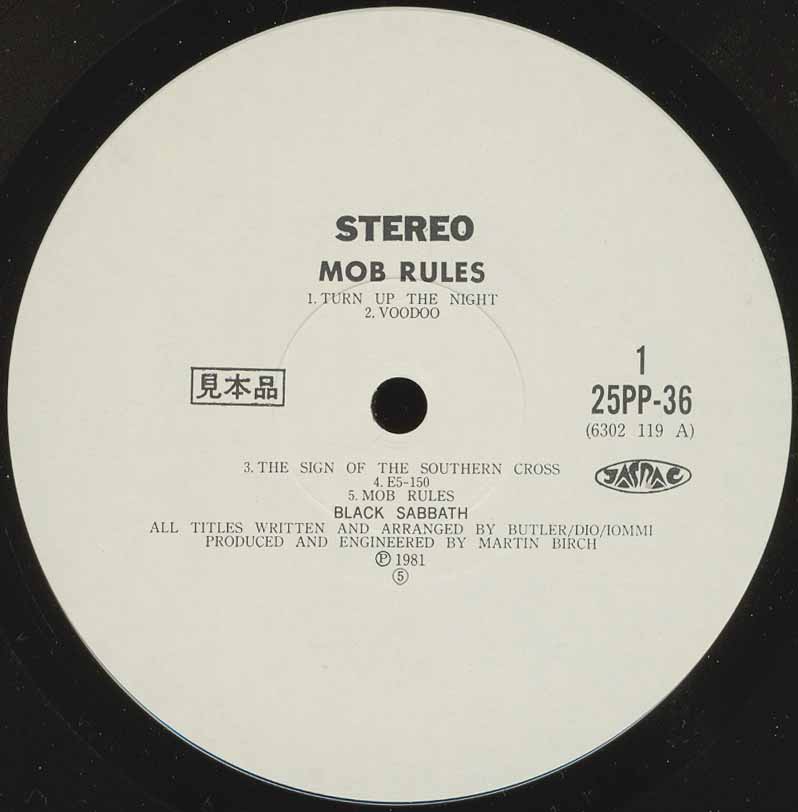 STEREO
MOB RULES
1. TURN UP THE NIGHT
2. VOODOO
見本品
1
25PP-36
(6302 119 A)
3. THE SIGN OF THE SOUTHERN CROSS
4. E5-150
5. MOB RULES
JASRAC
BLACK SABBATH
ALL TITLES WRITTEN AND ARRANGED BY BUTLER/DIO/IOMMI
PRODUCED AND ENGINEERED BY MARTIN BIRCH
Ⓟ 1981
⑤